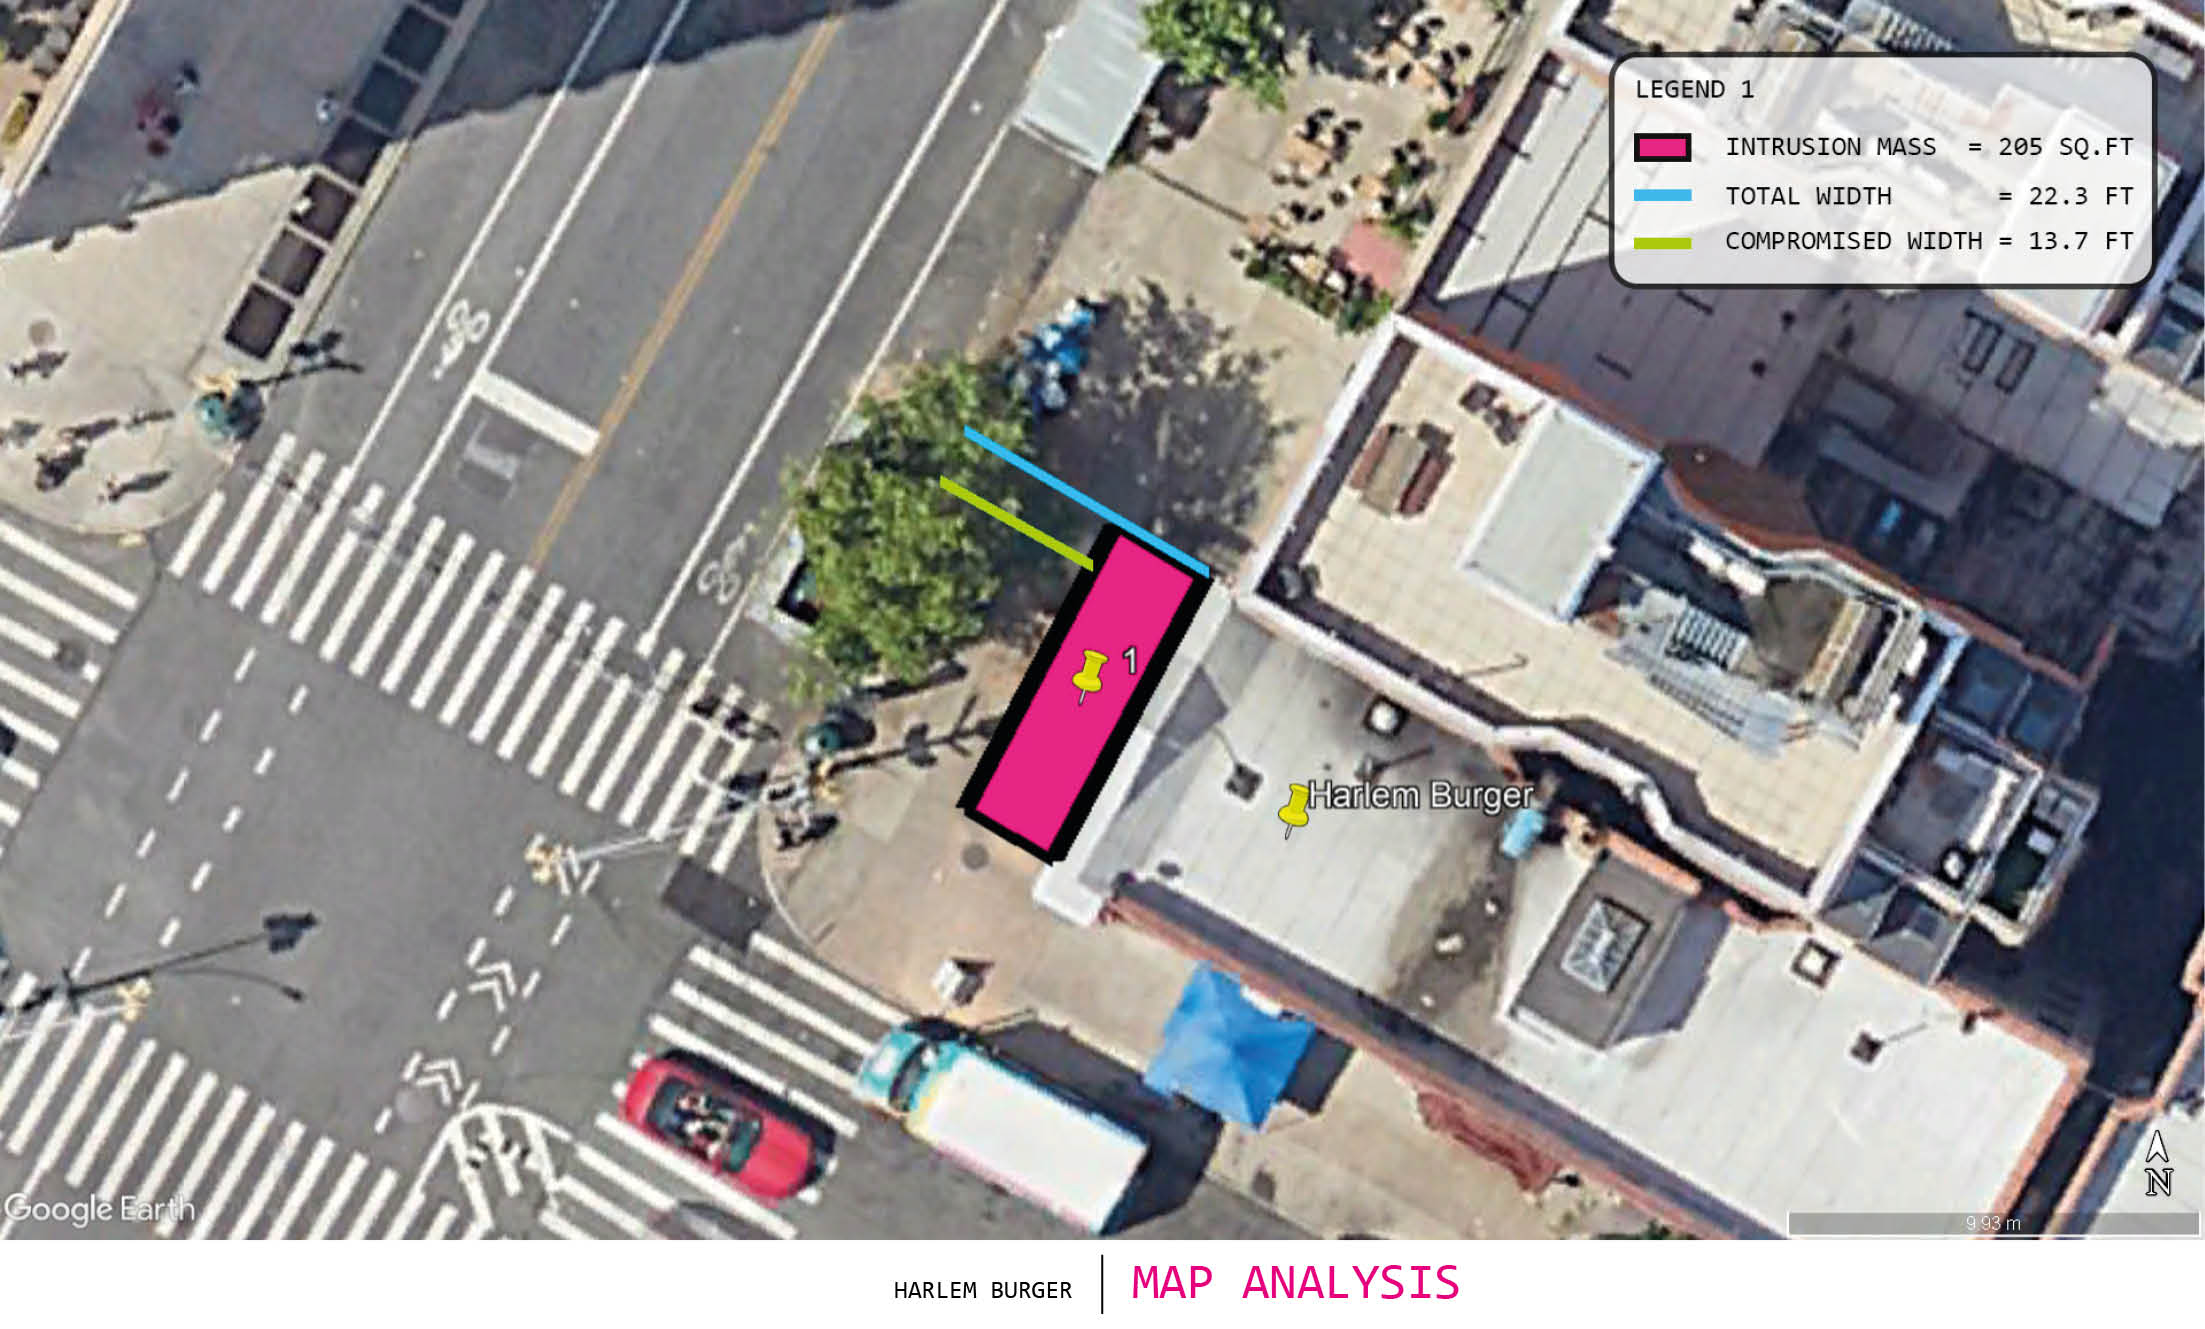 LEGEND 1
INTRUSION MASS = 205 SQ.FT
TOTAL WIDTH = 22.3 FT
COMPROMISED WIDTH = 13.7 FT
1
Harlem Burger
N
Google Earth
9.93 m
HARLEM BURGER
MAP ANALYSIS